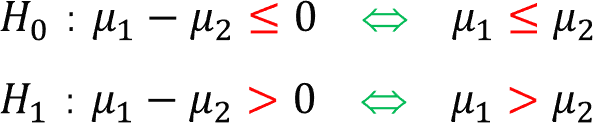 H₀ : μ₁ − μ₂ ≤ 0 ⇔ μ₁ ≤ μ₂
H₁ : μ₁ − μ₂ > 0 ⇔ μ₁ > μ₂